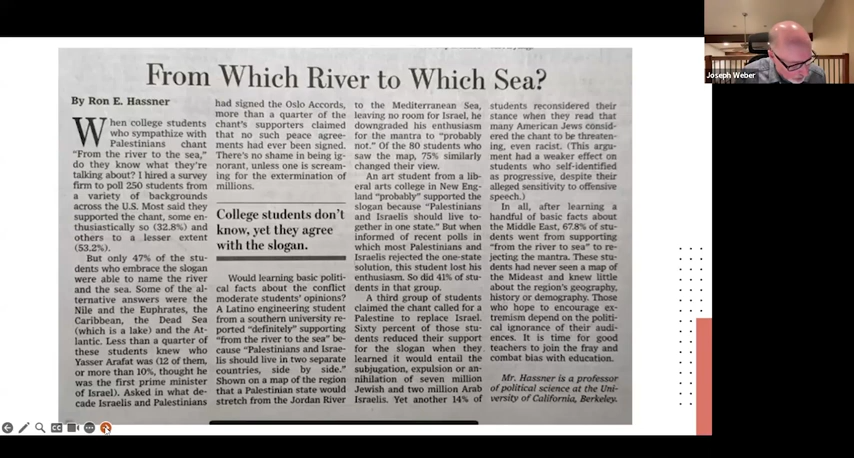 From Which River to Which Sea?
By Ron E. Hassner
When college students
who sympathize with
Palestinians chant
"From the river to the sea,"
do they know what they're
talking about? I hired a survey
firm to poll 250 students from
a variety of backgrounds
across the U.S. Most said they
supported the chant, some en-
thusiastically so (32.8%) and
others to a lesser extent
(53.2%).
But only 47% of the stu-
dents who embrace the slogan
were able to name the river
and the sea. Some of the al-
ternative answers were the
Nile and the Euphrates, the
Caribbean, the Dead Sea
(which is a lake) and the At-
lantic. Less than a quarter of
these students knew who
Yasser Arafat was (12 of them,
or more than 10%, thought he
was the first prime minister
of Israel). Asked in what de-
cade Israelis and Palestinians
had signed the Oslo Accords,
more than a quarter of the
chant's supporters claimed
that no such peace agree-
ments had ever been signed.
There's no shame in being ig-
norant, unless one is scream-
ing for the extermination of
millions.
College students don't
know, yet they agree
with the slogan.
Would learning basic politi-
cal facts about the conflict
moderate students' opinions?
A Latino engineering student
from a southern university re-
ported "definitely" supporting
"from the river to the sea" be-
cause "Palestinians and Israe-
lis should live in two separate
countries, side by side."
Shown on a map of the region
that a Palestinian state would
stretch from the Jordan River
to the Mediterranean Sea,
leaving no room for Israel, he
downgraded his enthusiasm
for the mantra to "probably
not." Of the 80 students who
saw the map, 75% similarly
changed their view.
An art student from a lib-
eral arts college in New Eng-
land "probably" supported the
slogan because "Palestinians
and Israelis should live to-
gether in one state." But when
informed of recent polls in
which most Palestinians and
Israelis rejected the one-state
solution, this student lost his
enthusiasm. So did 41% of stu-
dents in that group.
A third group of students
claimed the chant called for a
Palestine to replace Israel.
Sixty percent of those stu-
dents reduced their support
for the slogan when they
learned it would entail the
subjugation, expulsion or an-
nihilation of seven million
Jewish and two million Arab
Israelis. Yet another 14% of
students reconsidered their
stance when they read that
many American Jews consid-
ered the chant to be threaten-
ing, even racist. (This argu-
ment had a weaker effect on
students who self-identified
as progressive, despite their
alleged sensitivity to offensive
speech.)
In all, after learning a
handful of basic facts about
the Middle East, 67.8% of stu-
dents went from supporting
"from the river to sea" to re-
jecting the mantra. These stu-
dents had never seen a map of
the Mideast and knew little
about the region's geography,
history or demography. Those
who hope to encourage ex-
tremism depend on the politi-
cal ignorance of their audi-
ences. It is time for good
teachers to join the fray and
combat bias with education.
Mr. Hassner is a professor
of political science at the Uni-
versity of California, Berkeley.
Joseph Weber
CC